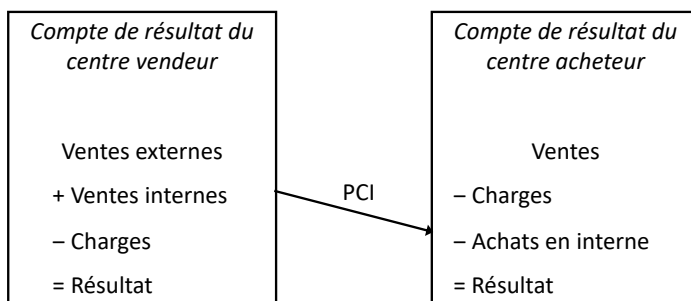 Compte de résultat du
centre vendeur
Ventes externes
+ Ventes internes
– Charges
= Résultat
PCI
Compte de résultat du
centre acheteur
Ventes
– Charges
– Achats en interne
= Résultat